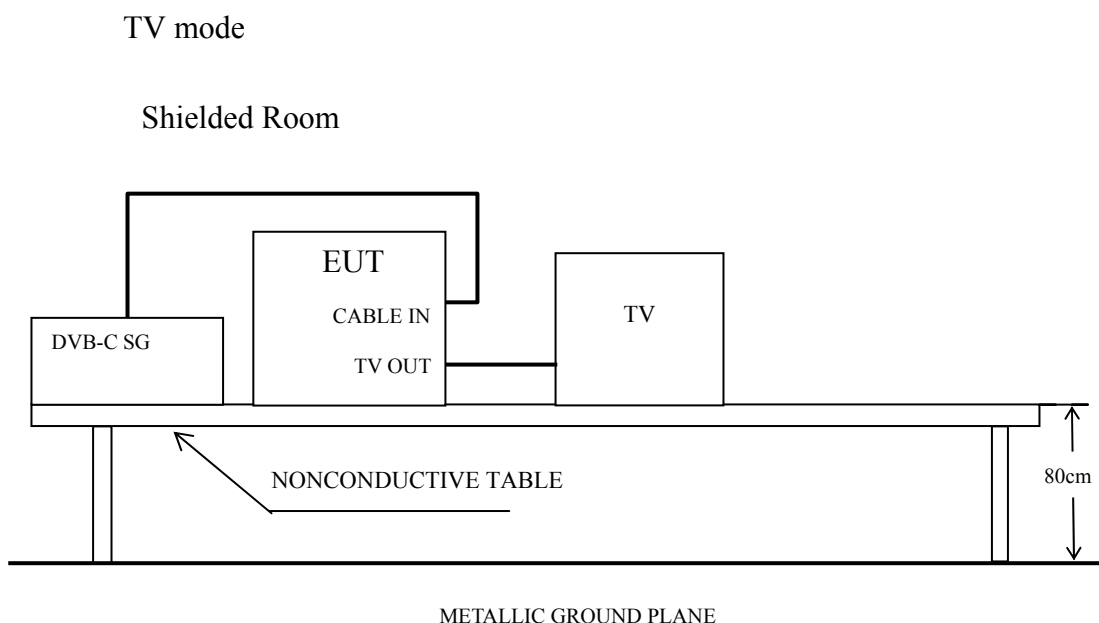 TV mode
Shielded Room
EUT
CABLE IN
TV
DVB-C SG
TV OUT
NONCONDUCTIVE TABLE
80cm
METALLIC GROUND PLANE